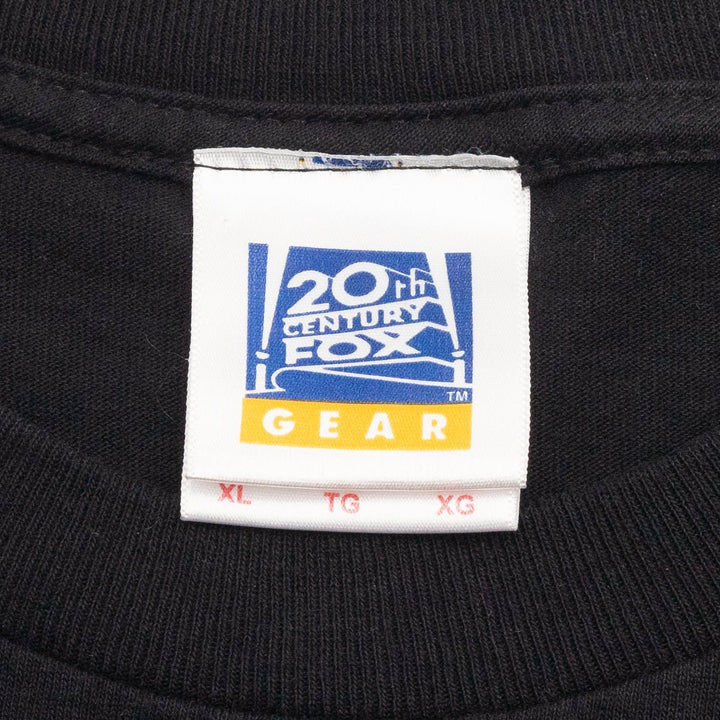 20th
CENTURY
FOX
TM
GEAR
XL TG XG